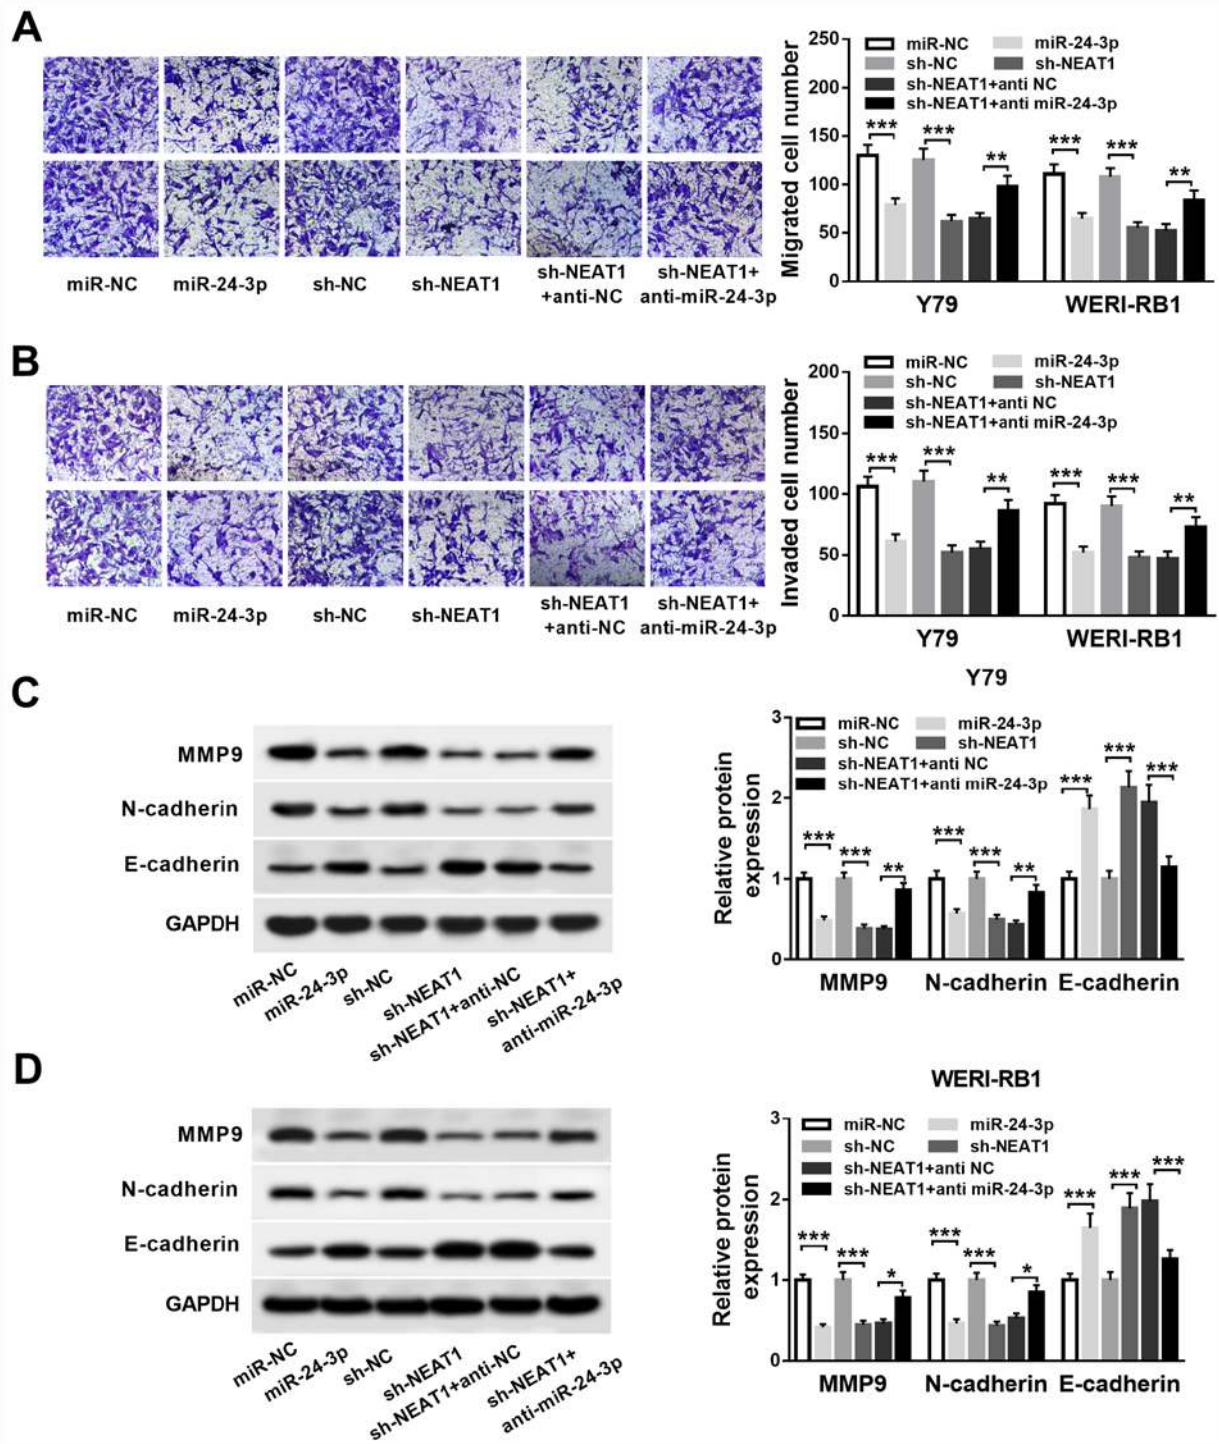 A
miR-NC
miR-24-3p
sh-NC
sh-NEAT1
sh-NEAT1
+anti-NC
sh-NEAT1+
anti-miR-24-3p
Migrated cell number
250
200
150
100
50
0
miR-NC miR-24-3p
sh-NC sh-NEAT1
sh-NEAT1+anti NC
sh-NEAT1+anti miR-24-3p
*** *** ** *** *** **
Y79 WERI-RB1
B
miR-NC
miR-24-3p
sh-NC
sh-NEAT1
sh-NEAT1
+anti-NC
sh-NEAT1+
anti-miR-24-3p
Invaded cell number
200
150
100
50
0
miR-NC miR-24-3p
sh-NC sh-NEAT1
sh-NEAT1+anti NC
sh-NEAT1+anti miR-24-3p
*** *** ** *** *** **
Y79 WERI-RB1
C
MMP9
N-cadherin
E-cadherin
GAPDH
miR-NC
miR-24-3p
sh-NC
sh-NEAT1
sh-NEAT1+anti-NC
sh-NEAT1+
anti-miR-24-3p
Y79
Relative protein
expression
3
2
1
0
miR-NC miR-24-3p
sh-NC sh-NEAT1
sh-NEAT1+anti NC
sh-NEAT1+anti miR-24-3p
*** *** ** *** *** ** *** *** ***
MMP9 N-cadherin E-cadherin
D
MMP9
N-cadherin
E-cadherin
GAPDH
miR-NC
miR-24-3p
sh-NC
sh-NEAT1
sh-NEAT1+anti-NC
sh-NEAT1+
anti-miR-24-3p
WERI-RB1
Relative protein
expression
3
2
1
0
miR-NC miR-24-3p
sh-NC sh-NEAT1
sh-NEAT1+anti NC
sh-NEAT1+anti miR-24-3p
*** *** * *** *** * *** *** ***
MMP9 N-cadherin E-cadherin